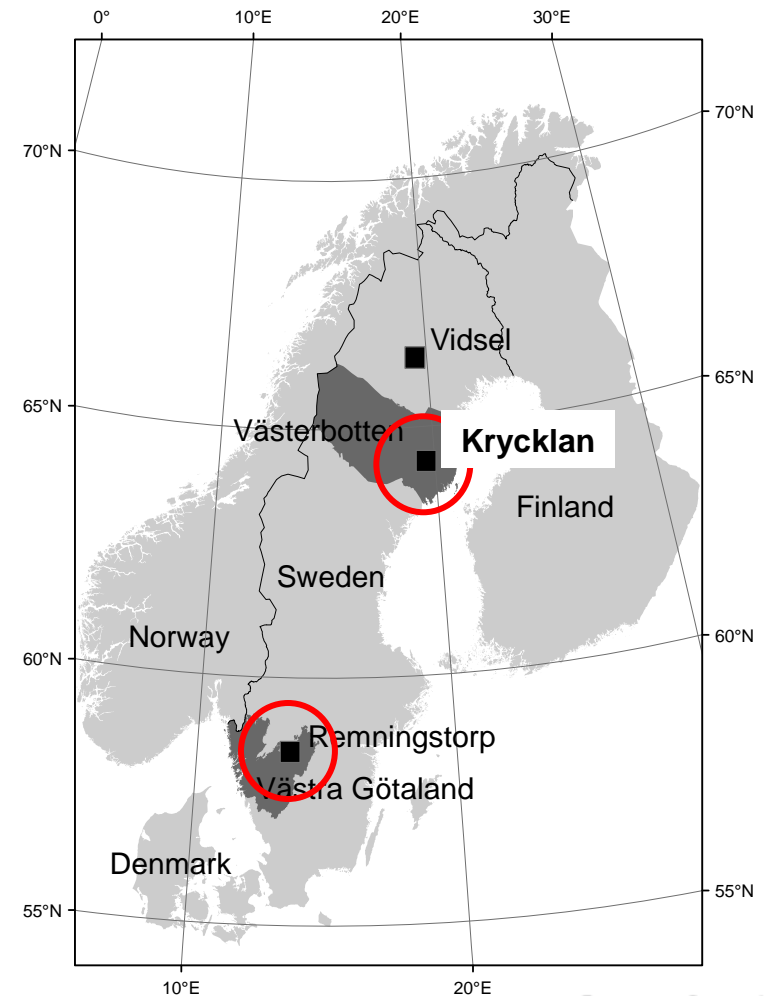 0° 10°E 20°E 30°E
70°N
70°N
Vidsel
65°N
65°N
Västerbotten
Krycklan
Finland
Sweden
Norway
60°N
60°N
Remningstorp
Västra Götaland
Denmark
55°N
55°N
10°E 20°E